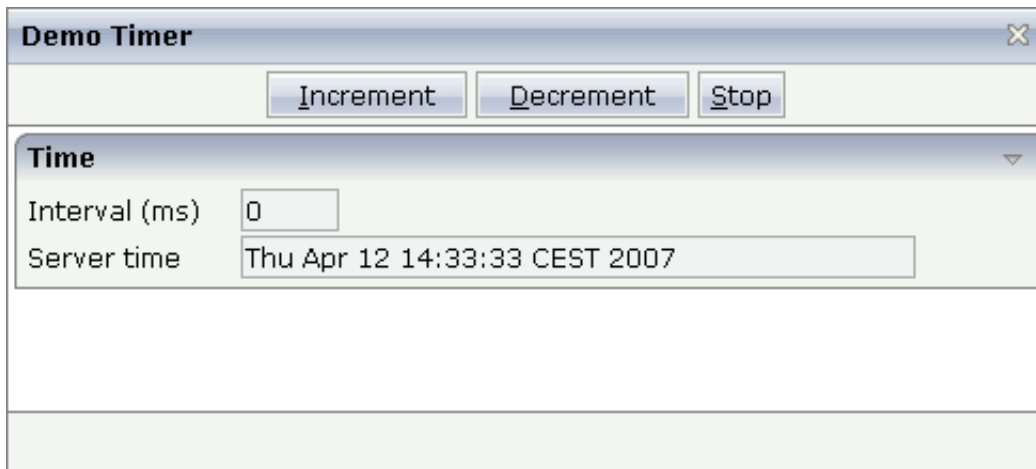 Demo Timer
Increment Decrement Stop
Time
Interval (ms) 0
Server time Thu Apr 12 14:33:33 CEST 2007